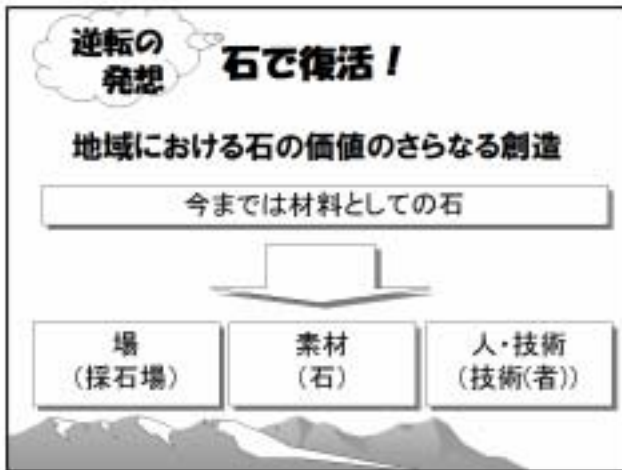 逆転の
発想
石で復活！
地域における石の価値のさらなる創造
今までは材料としての石
場
（採石場）
素材
（石）
人・技術
（技術(者)）